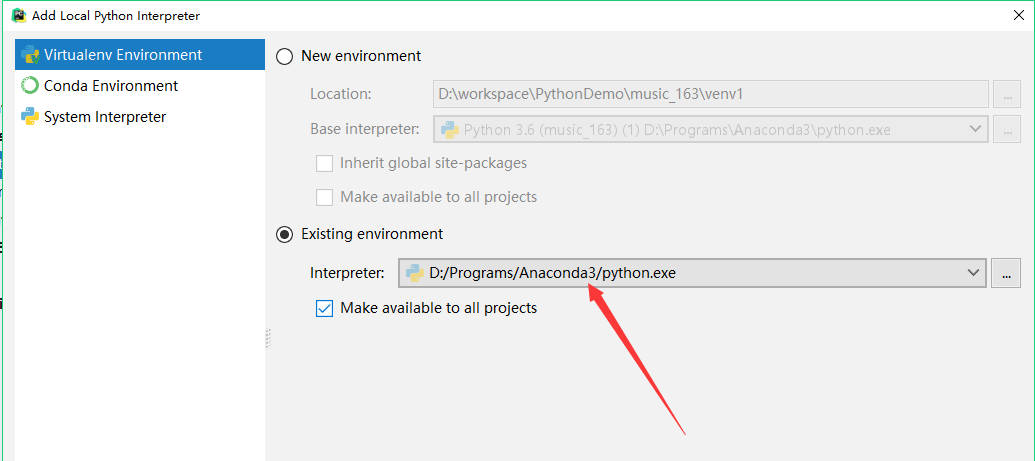 Add Local Python Interpreter
Virtualenv Environment
Conda Environment
System Interpreter
New environment
Location: D:\workspace\PythonDemo\music_163\venv1 ...
Base interpreter: Python 3.6 (music_163) (1) D:\Programs\Anaconda3\python.exe ...
Inherit global site-packages
Make available to all projects
Existing environment
Interpreter: D:/Programs/Anaconda3/python.exe ...
Make available to all projects